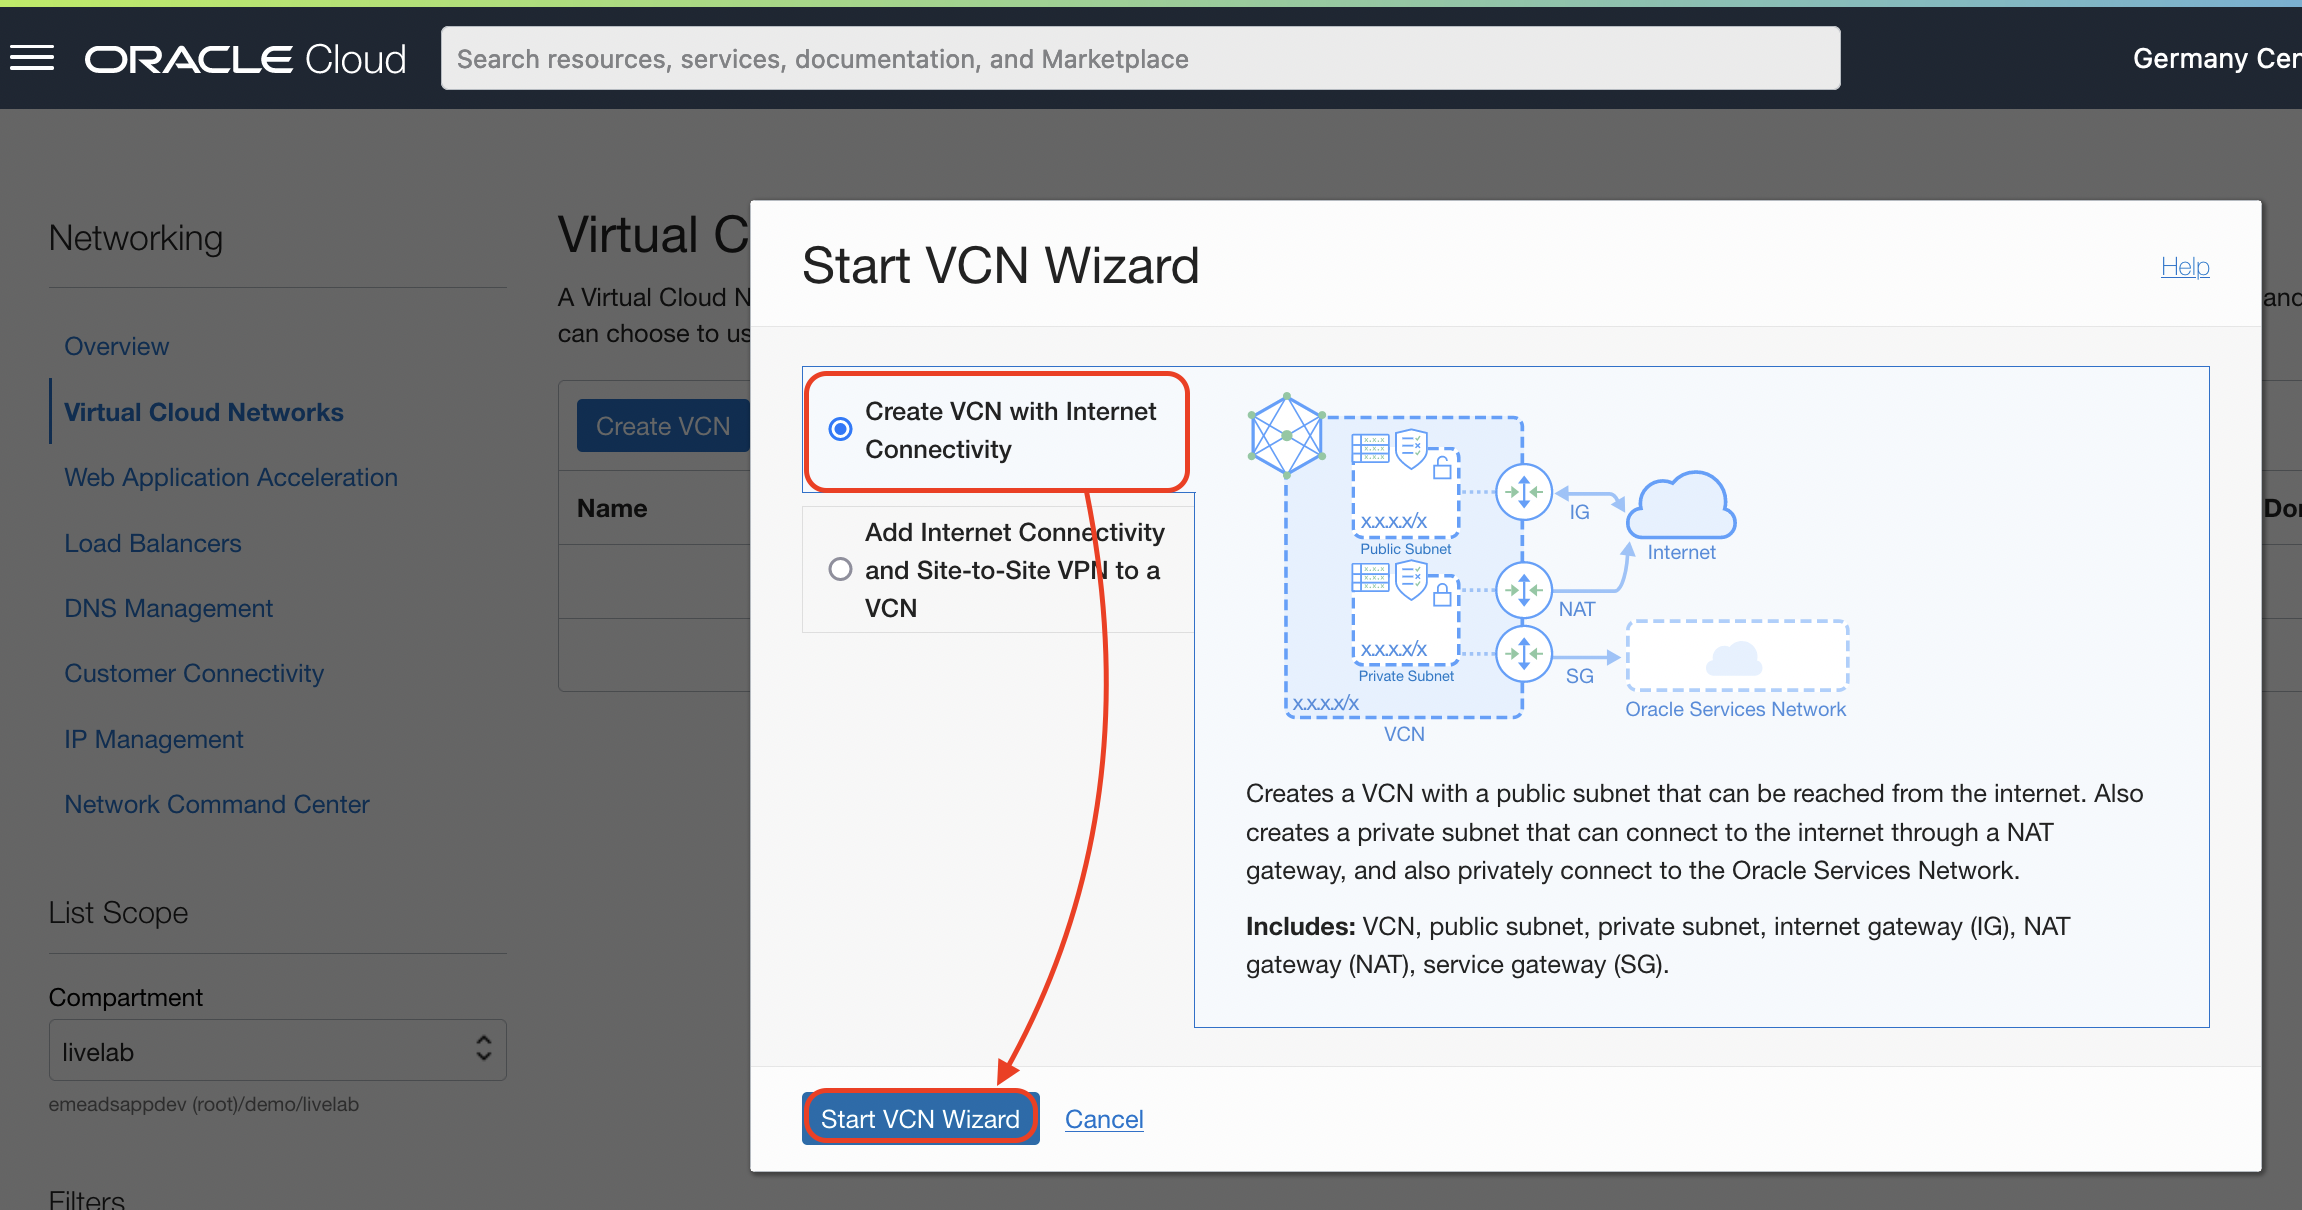 ORACLE Cloud
Search resources, services, documentation, and Marketplace
Germany Cen
Networking
Overview
Virtual Cloud Networks
Web Application Acceleration
Load Balancers
DNS Management
Customer Connectivity
IP Management
Network Command Center
List Scope
Compartment
livelab
emeadsappdev (root)/demo/livelab
Filters
Virtual C
A Virtual Cloud N
can choose to us
and
Create VCN
Name
Dor
Start VCN Wizard
Help
Create VCN with Internet
Connectivity
Add Internet Connectivity
and Site-to-Site VPN to a
VCN
x.x.x.x/x
Public Subnet
x.x.x.x/x
Private Subnet
x.x.x.x/x
VCN
IG
Internet
NAT
SG
Oracle Services Network
Creates a VCN with a public subnet that can be reached from the internet. Also
creates a private subnet that can connect to the internet through a NAT
gateway, and also privately connect to the Oracle Services Network.
Includes: VCN, public subnet, private subnet, internet gateway (IG), NAT
gateway (NAT), service gateway (SG).
Start VCN Wizard
Cancel